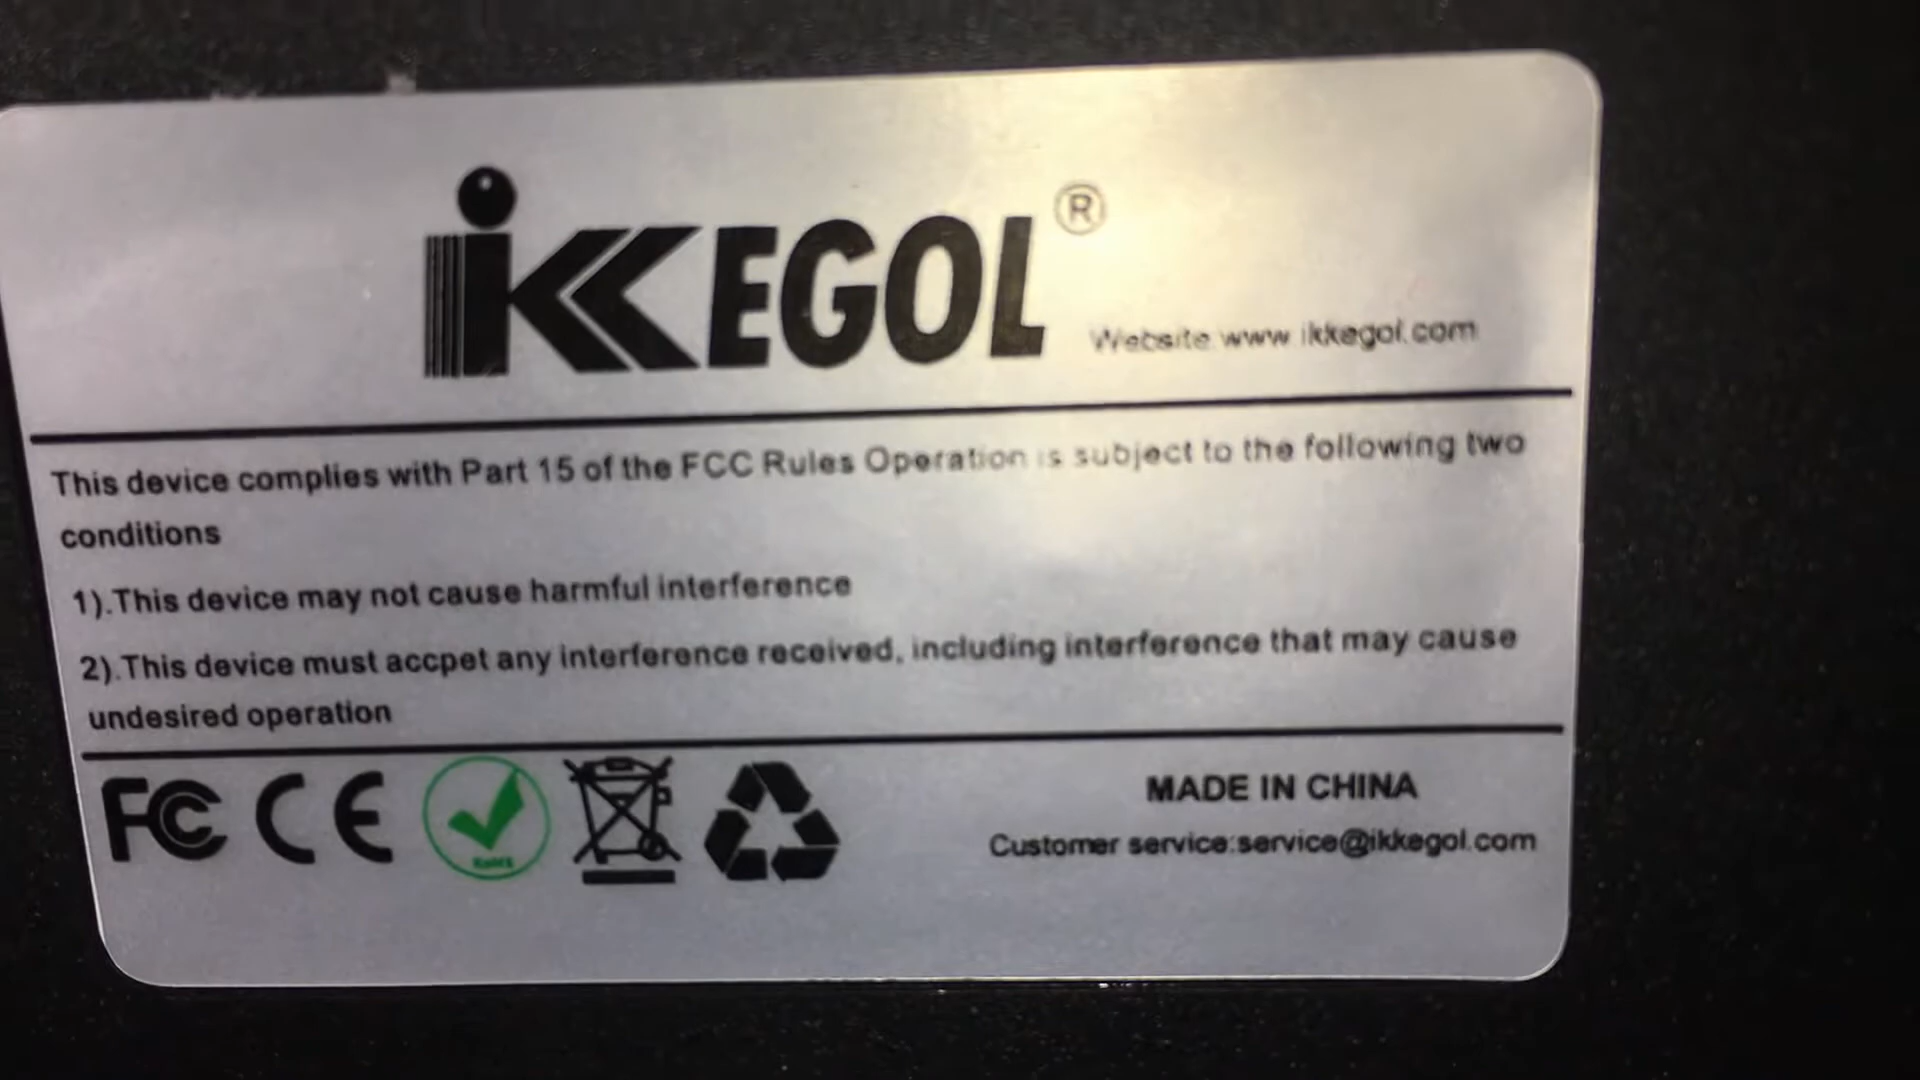 iKKEGOL®
Website:www.ikkegol.com
This device complies with Part 15 of the FCC Rules Operation is subject to the following two
conditions
1).This device may not cause harmful interference
2).This device must accpet any interference received, including interference that may cause
undesired operation
FC CE RoHS
MADE IN CHINA
Customer service:service@ikkegol.com